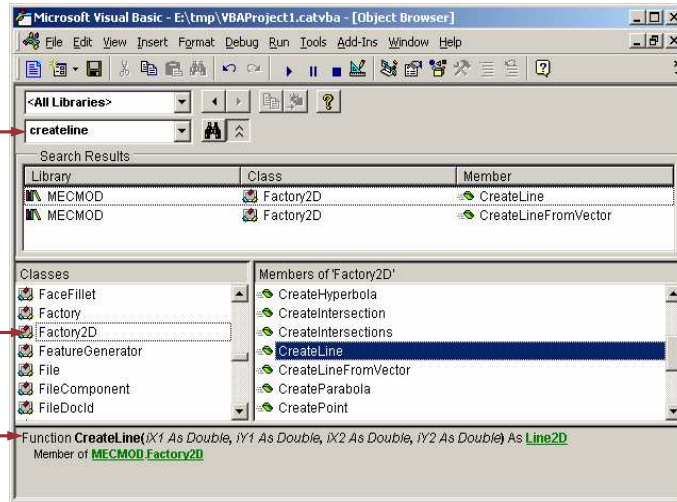 Microsoft Visual Basic - E:\tmp\VBAProject1.catvba - [Object Browser]
File Edit View Insert Format Debug Run Tools Add-Ins Window Help
<All Libraries>
createline
Search Results
Library Class Member
MECMOD Factory2D CreateLine
MECMOD Factory2D CreateLineFromVector
Classes Members of 'Factory2D'
FaceFillet CreateHyperbola
Factory CreateIntersection
Factory2D CreateIntersections
FeatureGenerator CreateLine
File CreateLineFromVector
FileComponent CreateParabola
FileDocId CreatePoint
Function CreateLine(iX1 As Double, iY1 As Double, iX2 As Double, iY2 As Double) As Line2D
Member of MECMOD.Factory2D